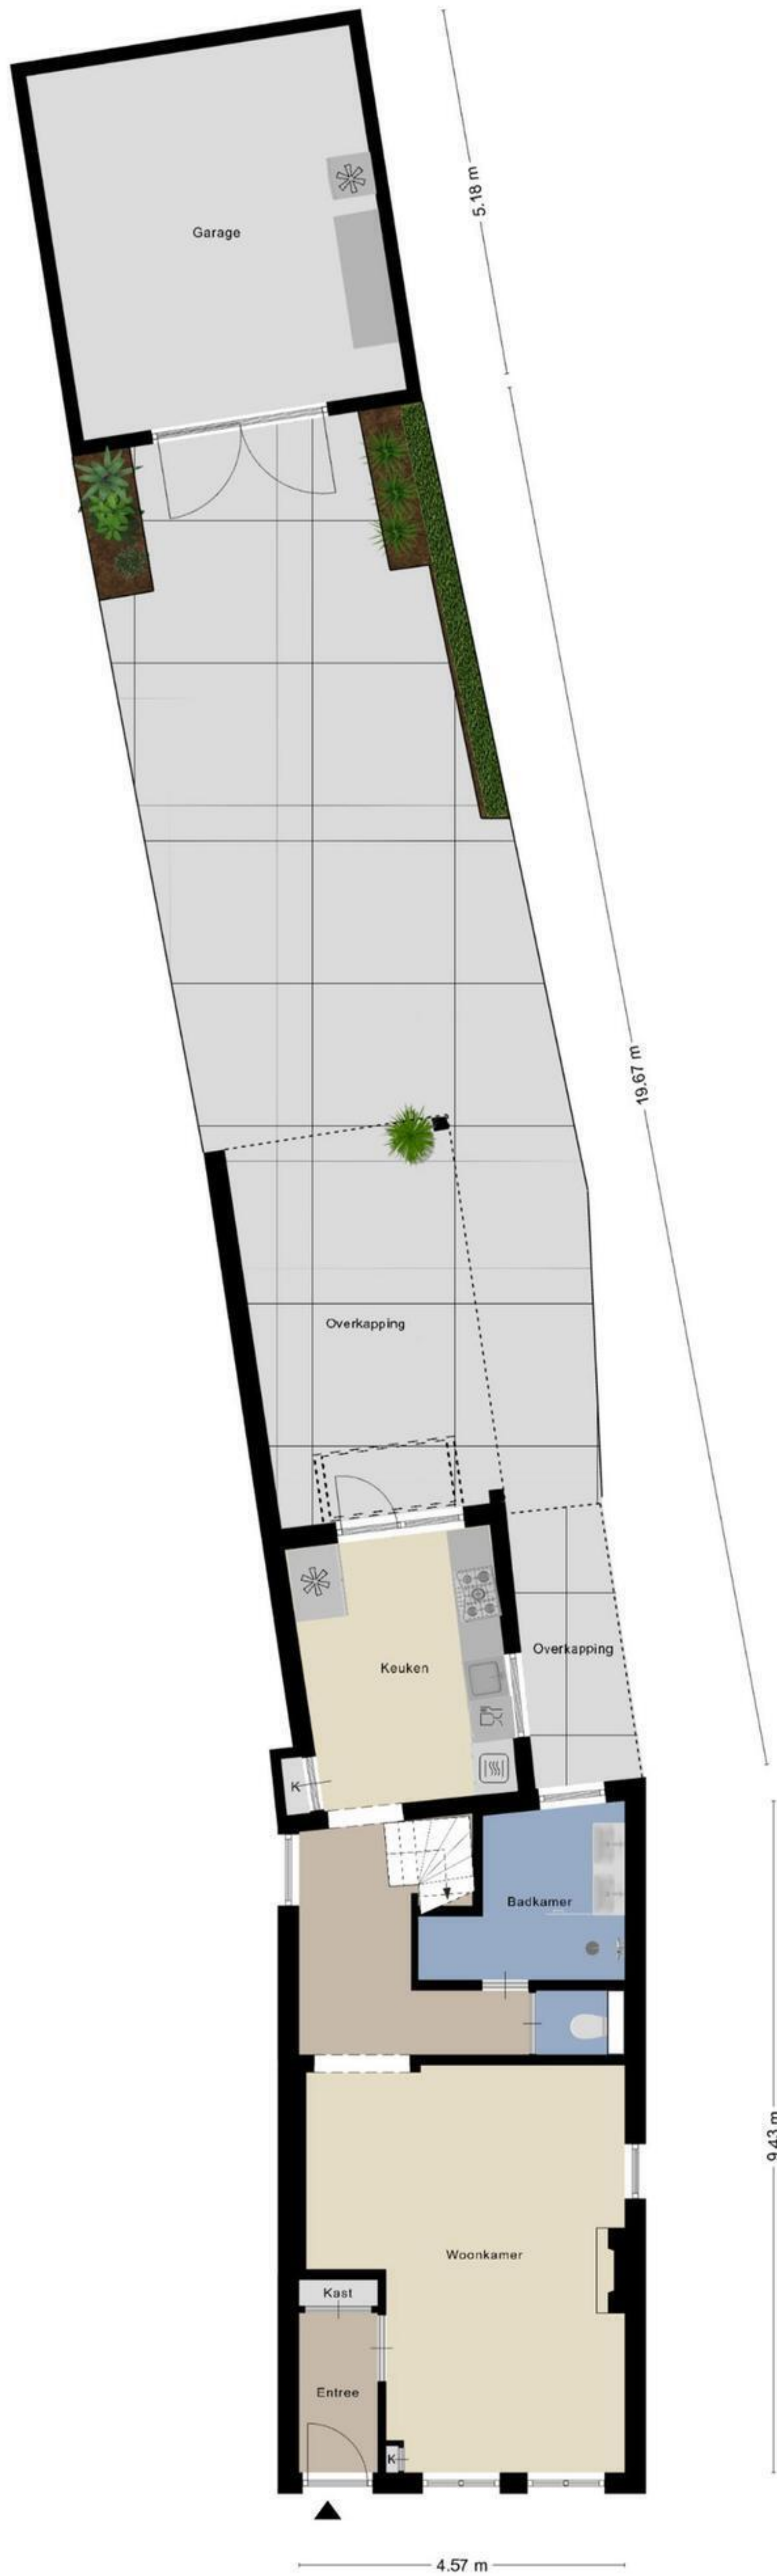 5.18 m
Garage
19.67 m
Overkapping
Overkapping
Keuken
K
Badkamer
9.43 m
Woonkamer
Kast
Entree
K
4.57 m